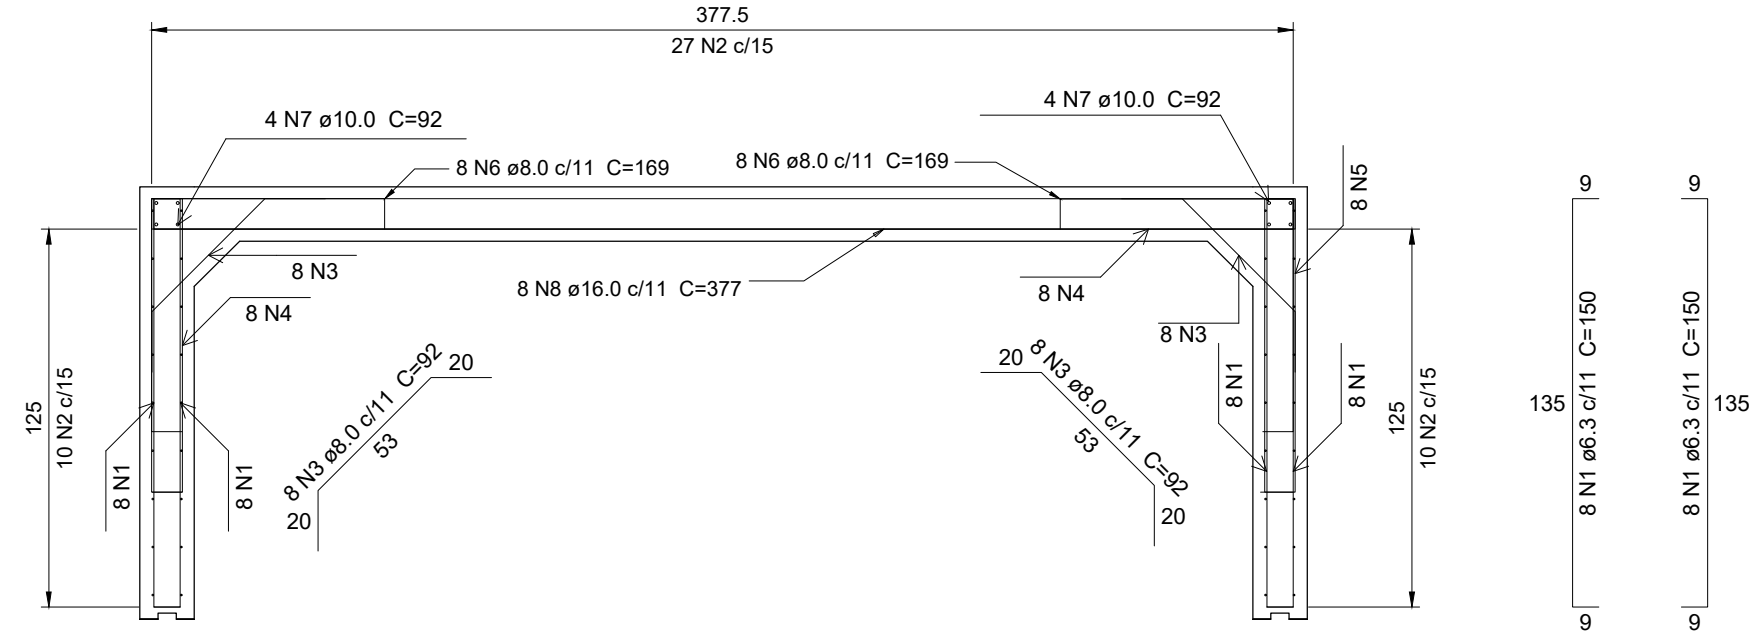 377.5
27 N2 c/15
4 N7 ø10.0 C=92
4 N7 ø10.0 C=92
8 N6 ø8.0 c/11 C=169
8 N6 ø8.0 c/11 C=169
8 N5
9
9
8 N3
8 N8 ø16.0 c/11 C=377
8 N4
8 N4
8 N3
125
10 N2 c/15
8 N3 ø8.0 c/11 C=92
20
53
20
20
8 N3 ø8.0 c/11 C=92
53
20
8 N1
8 N1
8 N1
8 N1
125
10 N2 c/15
135
8 N1 ø6.3 c/11 C=150
8 N1 ø6.3 c/11 C=150
135
9
9